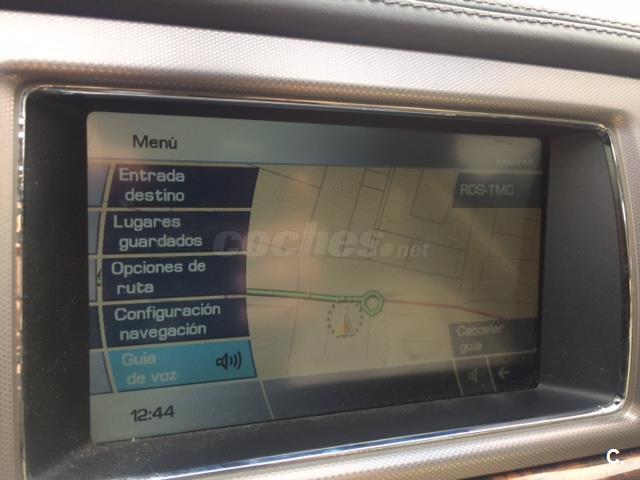 Menú
JAGUAR
Entrada
destino
RDS-TMC
Lugares
guardados
coches.net
Opciones de
ruta
Configuración
navegación
Cancelar
guía
Guía
de voz
12:44
C